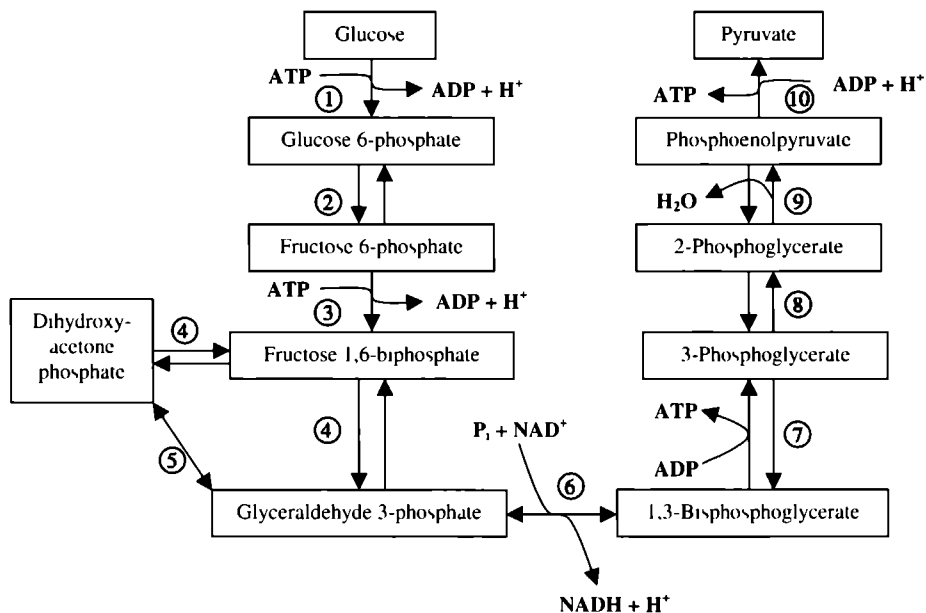 Glucose
ATP
ADP + H⁺
①
Glucose 6-phosphate
②
Fructose 6-phosphate
ATP
ADP + H⁺
③
Dihydroxy-
acetone
phosphate
④
Fructose 1,6-biphosphate
④
⑤
Glyceraldehyde 3-phosphate
Pᵢ + NAD⁺
⑥
NADH + H⁺
Pyruvate
ATP
ADP + H⁺
⑩
Phosphoenolpyruvate
H₂O
⑨
2-Phosphoglycerate
⑧
3-Phosphoglycerate
ATP
ADP
⑦
1,3-Bisphosphoglycerate